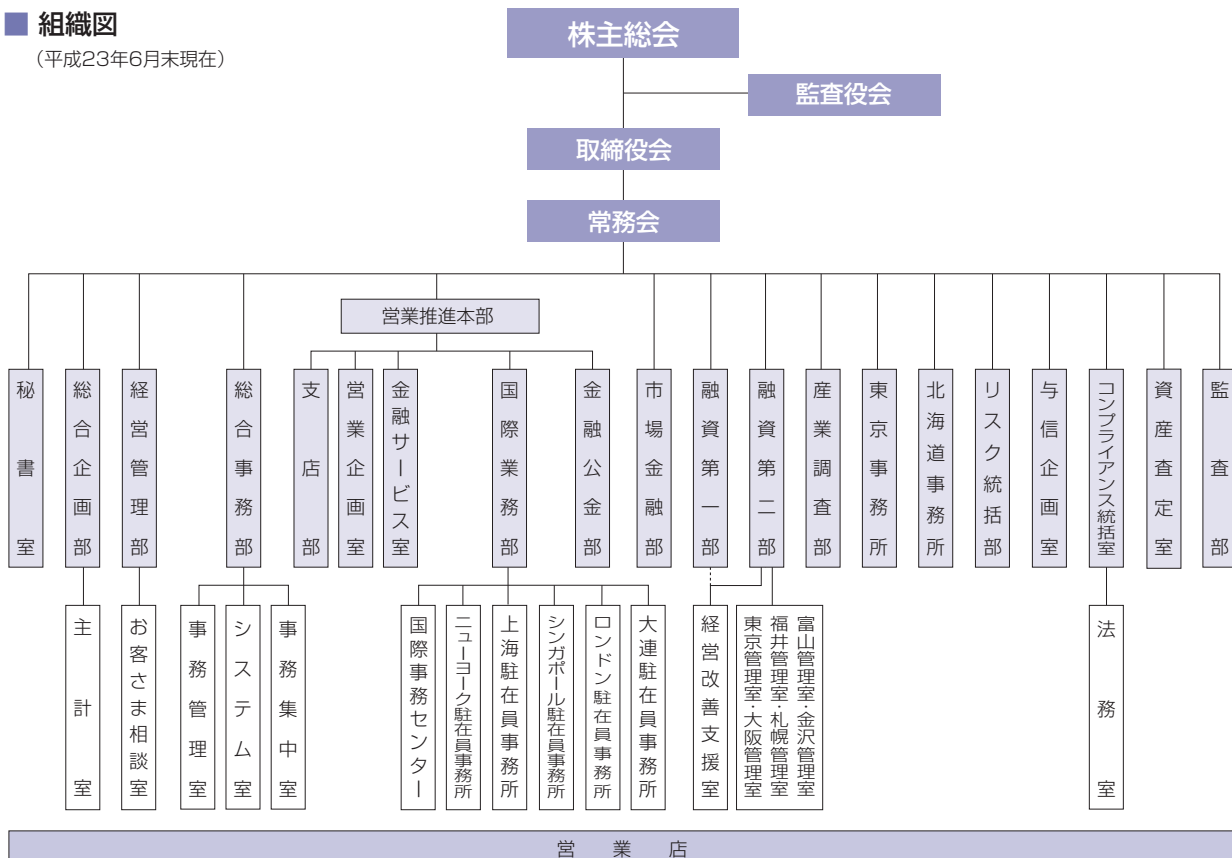 組織図
（平成23年6月末現在）
株主総会
監査役会
取締役会
常務会
営業推進本部
秘書室
総合企画部
経営管理部
総合事務部
支店部
営業企画室
金融サービス室
国際業務部
金融公金部
市場金融部
融資第一部
融資第二部
産業調査部
東京事務所
北海道事務所
リスク統括部
与信企画室
コンプライアンス統括室
資産査定室
監査部
主計室
お客さま相談室
事務管理室
システム室
事務集中室
国際事務センター
ニューヨーク駐在員事務所
上海駐在員事務所
シンガポール駐在員事務所
ロンドン駐在員事務所
大連駐在員事務所
経営改善支援室
富山管理室・金沢管理室
福井管理室・札幌管理室
東京管理室・大阪管理室
法務室
営業店